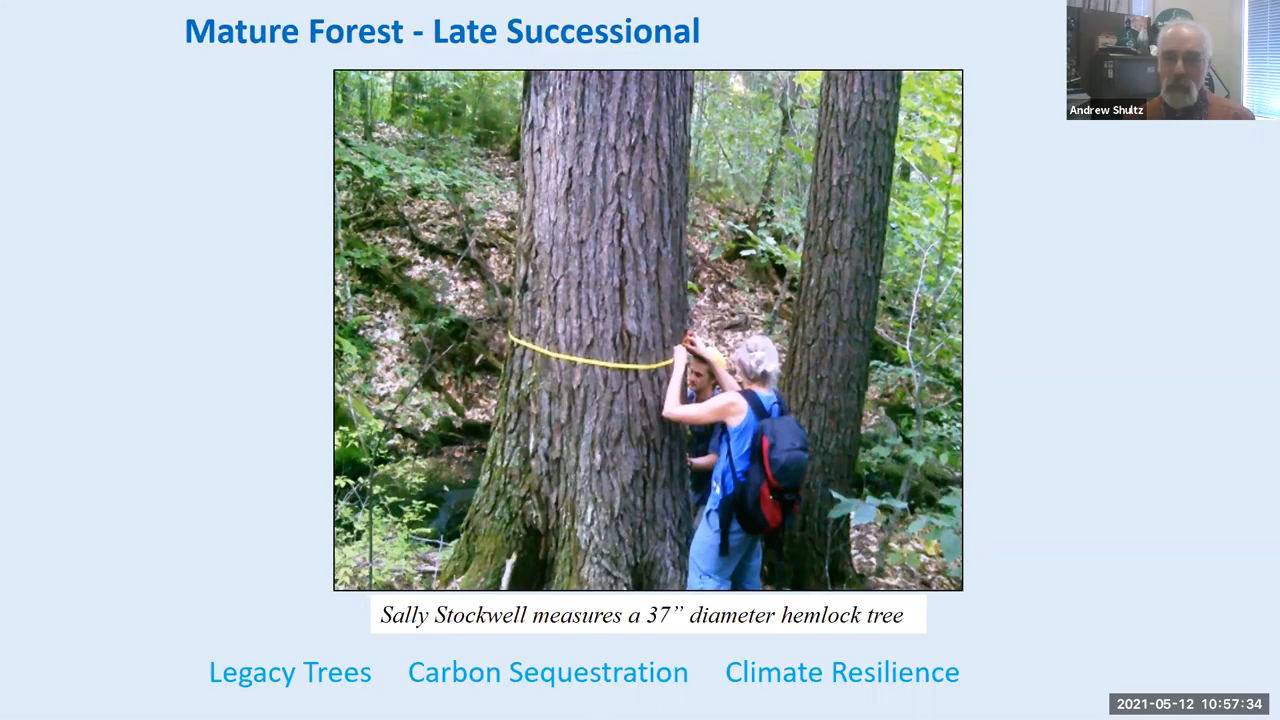 Mature Forest - Late Successional
Andrew Shultz
Sally Stockwell measures a 37” diameter hemlock tree
Legacy Trees Carbon Sequestration Climate Resilience
2021-05-12 10:57:34